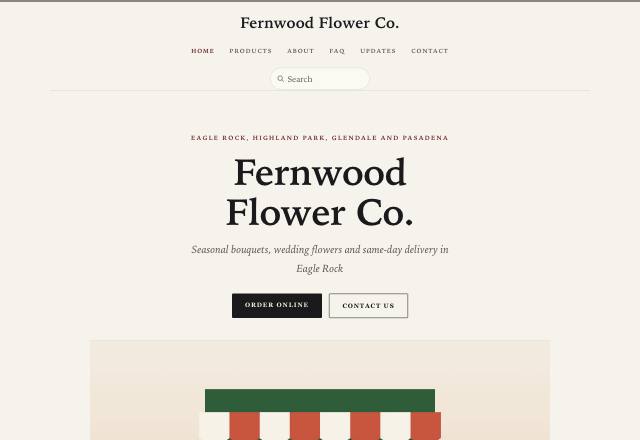 Fernwood Flower Co.
HOME PRODUCTS ABOUT FAQ UPDATES CONTACT
Search
EAGLE ROCK, HIGHLAND PARK, GLENDALE AND PASADENA
Fernwood
Flower Co.
Seasonal bouquets, wedding flowers and same-day delivery in
Eagle Rock
ORDER ONLINE CONTACT US